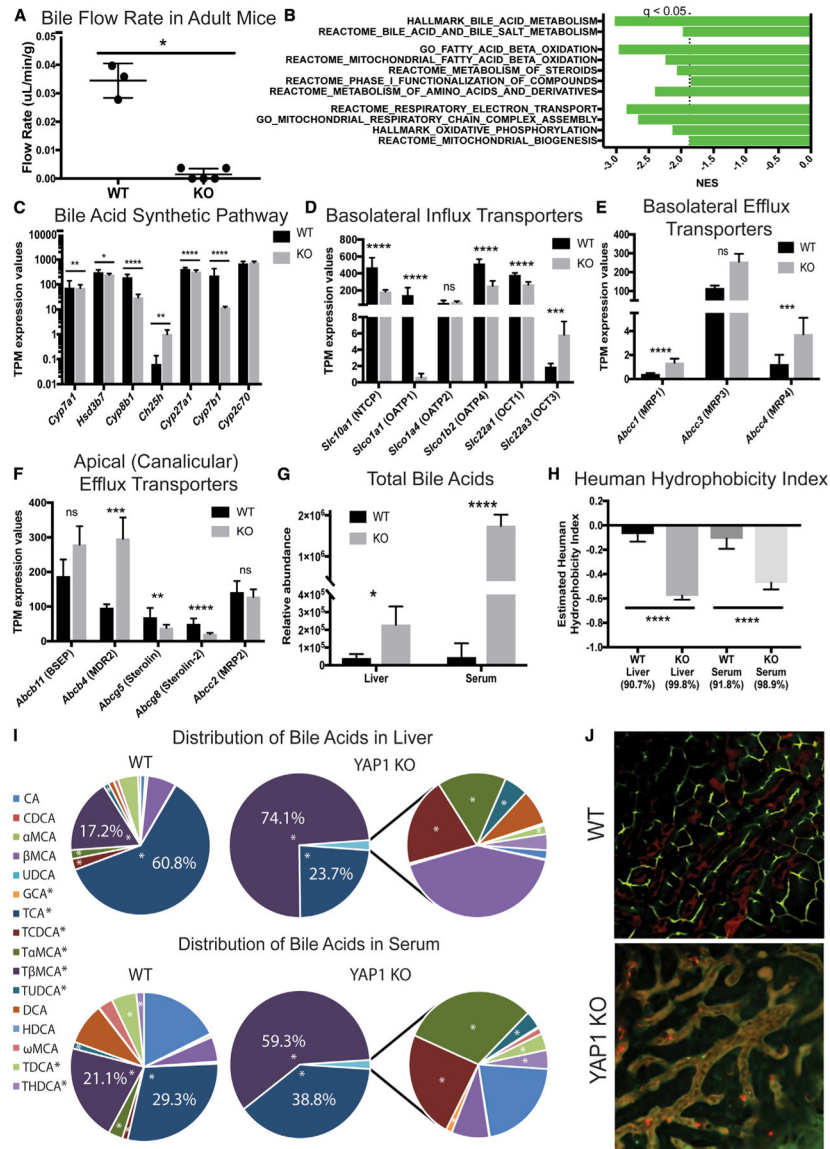 A
Bile Flow Rate in Adult Mice
*
0.05
0.04
0.03
0.02
0.01
0.00
Flow Rate (uL/min/g)
WT
KO
B
q < 0.05
HALLMARK_BILE_ACID_METABOLISM
REACTOME_BILE_ACID_AND_BILE_SALT_METABOLISM
GO_FATTY_ACID_BETA_OXIDATION
REACTOME_MITOCHONDRIAL_FATTY_ACID_BETA_OXIDATION
REACTOME_METABOLISM_OF_STEROIDS
REACTOME_PHASE_I_FUNCTIONALIZATION_OF_COMPOUNDS
REACTOME_METABOLISM_OF_AMINO_ACIDS_AND_DERIVATIVES
REACTOME_RESPIRATORY_ELECTRON_TRANSPORT
GO_MITOCHONDRIAL_RESPIRATORY_CHAIN_COMPLEX_ASSEMBLY
HALLMARK_OXIDATIVE_PHOSPHORYLATION
REACTOME_MITOCHONDRIAL_BIOGENESIS
-3.0 -2.5 -2.0 -1.5 -1.0 -0.5 0.0
NES
C
Bile Acid Synthetic Pathway
WT
KO
10000
1000
100
10
1
0.1
0.01
TPM expression values
** * **** ** **** ****
Cyp7a1
Hsd3b7
Cyp8b1
Ch25h
Cyp27a1
Cyp7b1
Cyp2c70
D
Basolateral Influx Transporters
WT
KO
800
600
400
200
8
6
4
2
0
TPM expression values
**** **** ns **** **** ***
Slc10a1 (NTCP)
Slco1a1 (OATP1)
Slco1a4 (OATP2)
Slco1b2 (OATP4)
Slc22a1 (OCT1)
Slc22a3 (OCT3)
E
Basolateral Efflux
Transporters
WT
KO
400
300
200
100
6
4
2
0
TPM expression values
**** ns ***
Abcc1 (MRP1)
Abcc3 (MRP3)
Abcc4 (MRP4)
F
Apical (Canalicular)
Efflux Transporters
WT
KO
400
300
200
100
0
TPM expression values
ns *** ** **** ns
Abcb11 (BSEP)
Abcb4 (MDR2)
Abcg5 (Sterolin)
Abcg8 (Sterolin-2)
Abcc2 (MRP2)
G
Total Bile Acids
WT
KO
2×10⁶
1×10⁶
4×10⁵
3×10⁵
2×10⁵
1×10⁵
0
Relative abundance
* ****
Liver
Serum
H
Heuman Hydrophobicity Index
0.2
0.0
-0.2
-0.4
-0.6
-0.8
-1.0
Estimated Heuman
Hydrophobicity Index
**** ****
WT
Liver
(90.7%)
KO
Liver
(99.8%)
WT
Serum
(91.8%)
KO
Serum
(98.9%)
I
Distribution of Bile Acids in Liver
WT
YAP1 KO
17.2%
60.8%
74.1%
23.7%
CA
CDCA
αMCA
βMCA
UDCA
GCA*
TCA*
TCDCA*
TαMCA*
TβMCA*
TUDCA*
DCA
HDCA
ωMCA
TDCA*
THDCA*
Distribution of Bile Acids in Serum
WT
YAP1 KO
21.1%
29.3%
59.3%
38.8%
J
WT
YAP1 KO